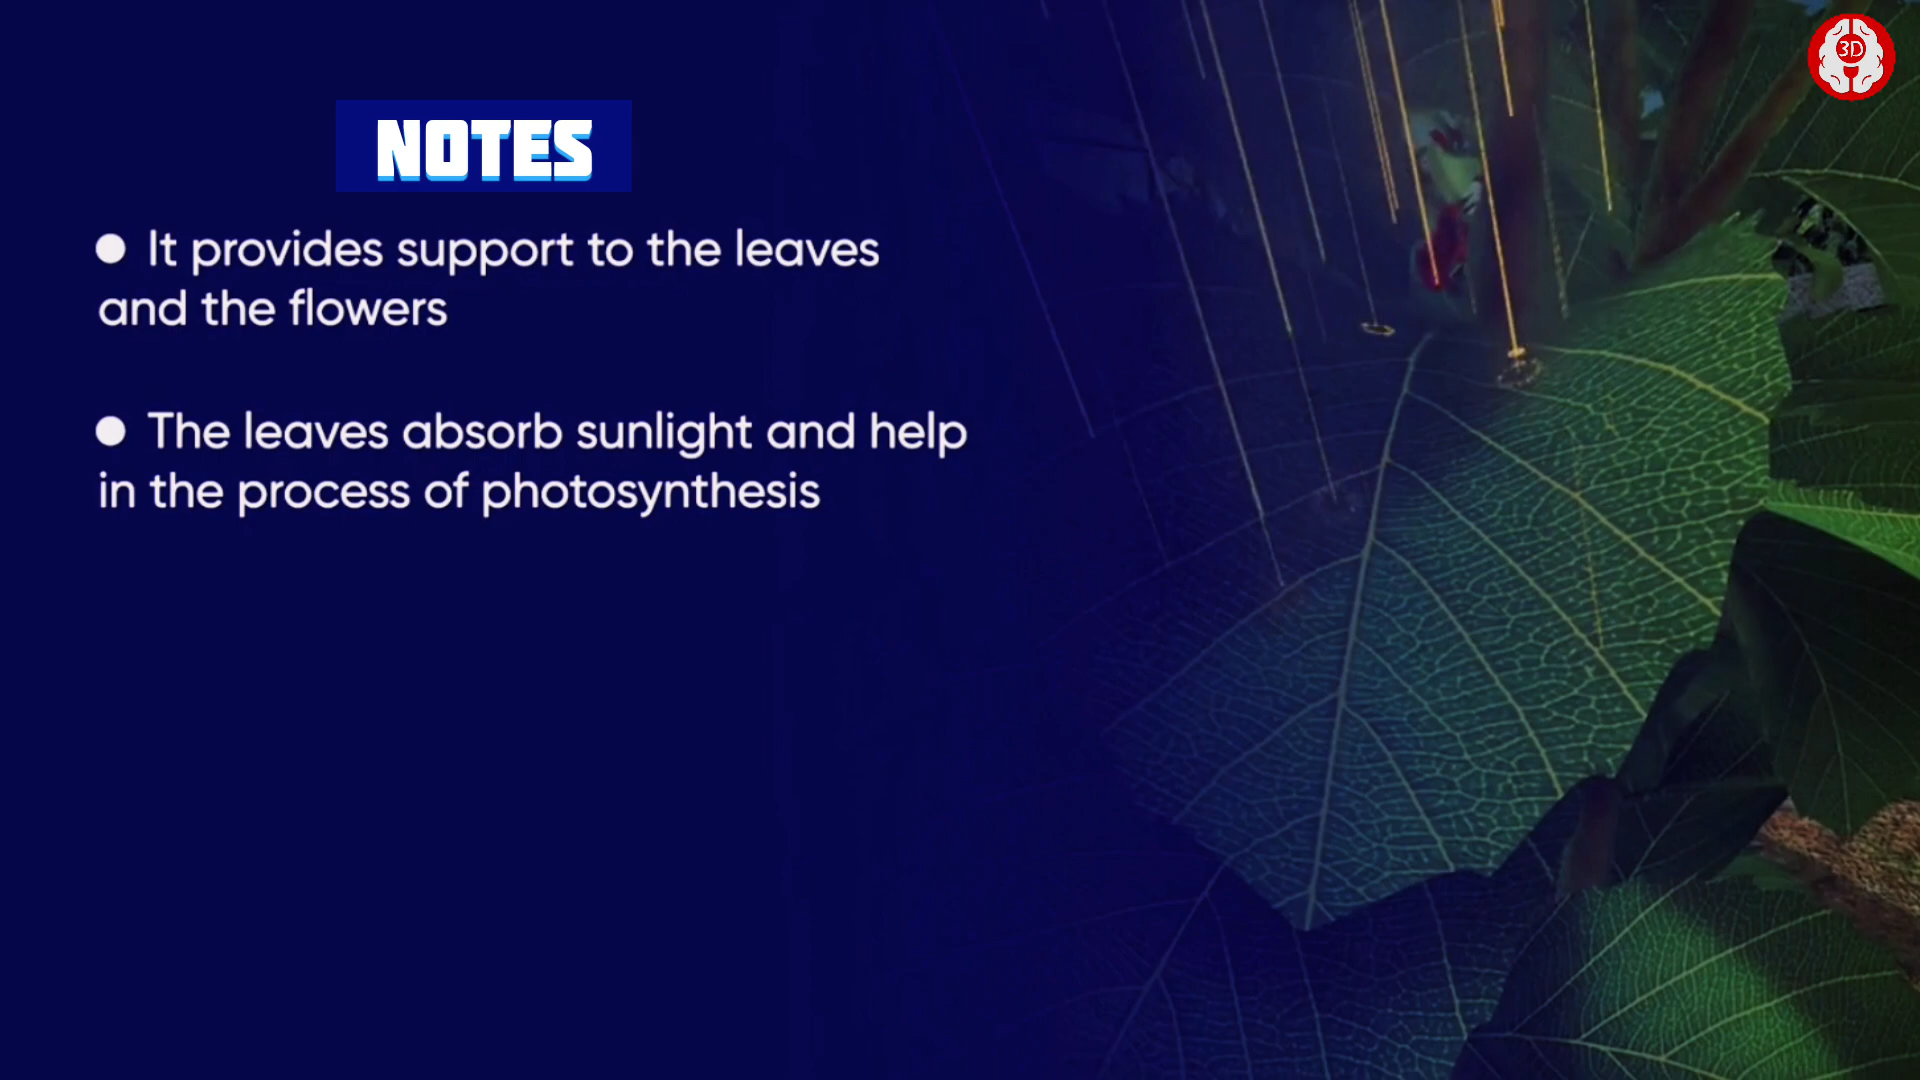 3D
NOTES
● It provides support to the leaves
and the flowers
● The leaves absorb sunlight and help
in the process of photosynthesis